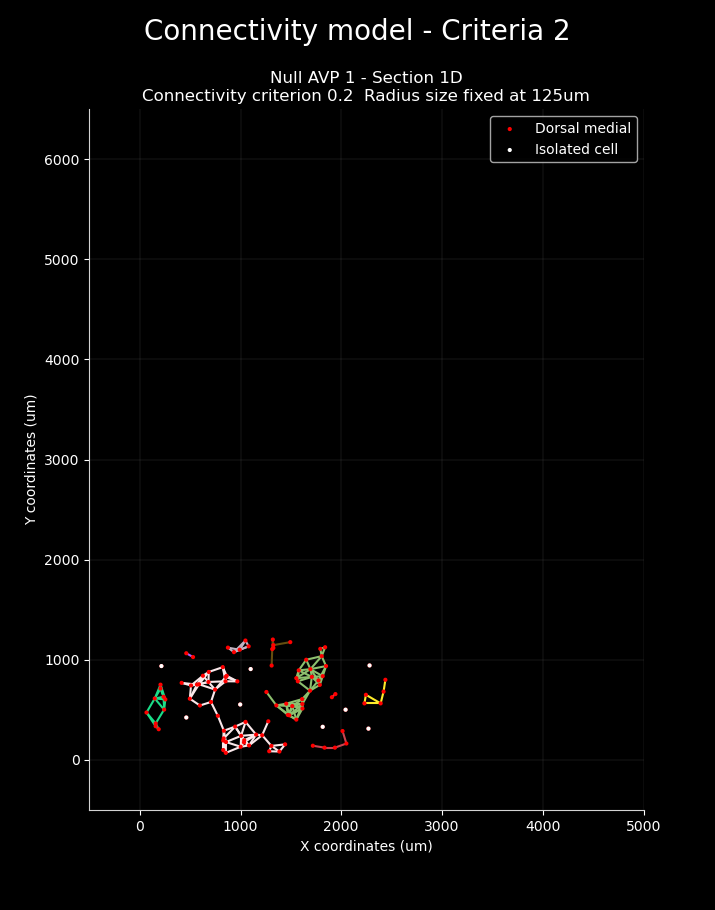 Connectivity model - Criteria 2
Null AVP 1 - Section 1D
Connectivity criterion 0.2  Radius size fixed at 125um
Dorsal medial
Isolated cell
6000
5000
4000
3000
2000
1000
0
Y coordinates (um)
0 1000 2000 3000 4000 5000
X coordinates (um)